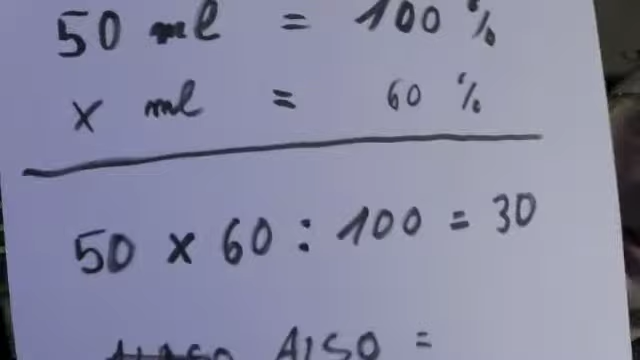 50 ml = 100 %
x ml = 60 %
50 x 60 : 100 = 30
ALSO =